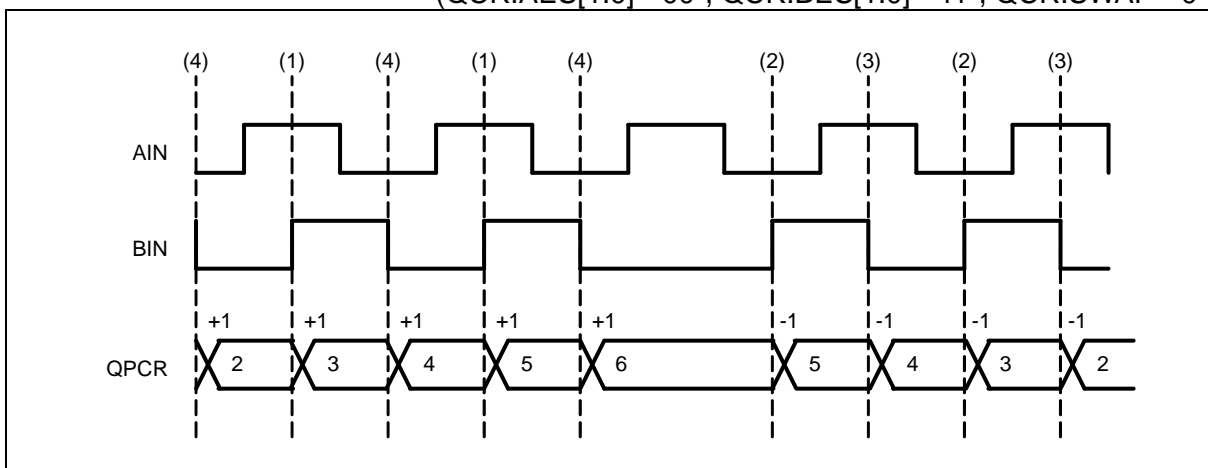 (4) (1) (4) (1) (4) (2) (3) (2) (3)
AIN
BIN
+1 +1 +1 +1 +1 -1 -1 -1 -1
QPCR 2 3 4 5 6 5 4 3 2